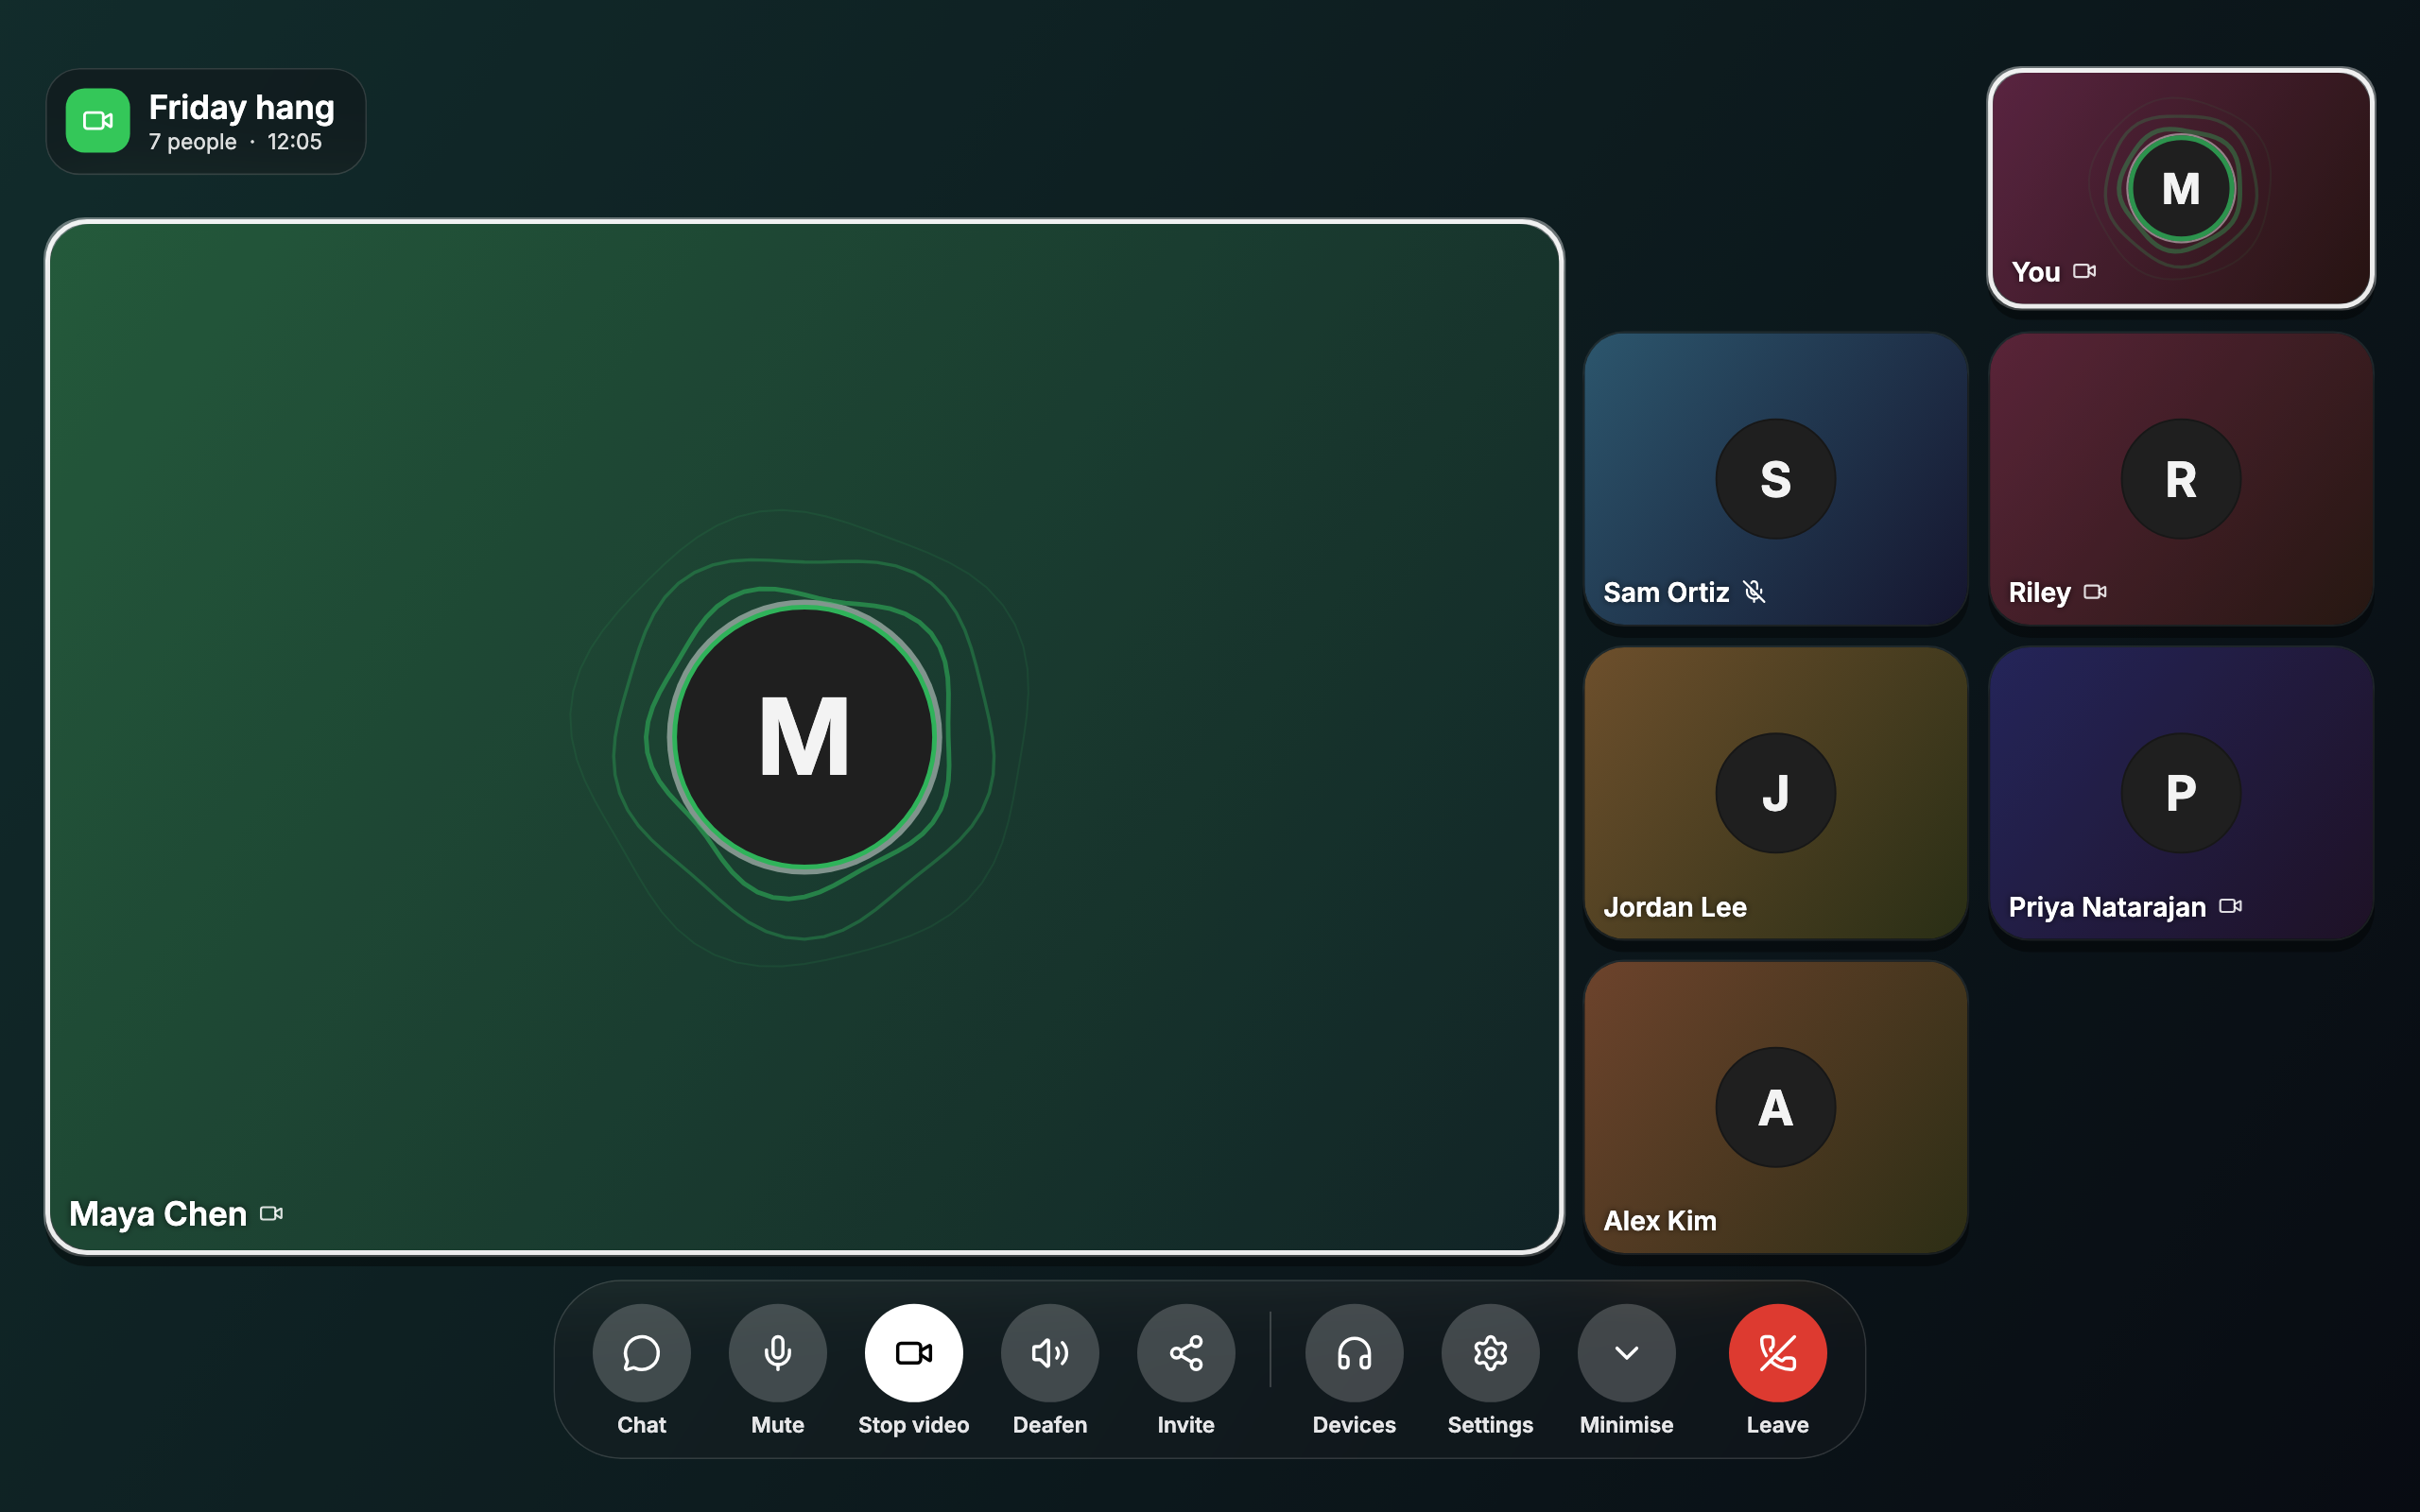 Friday hang
7 people · 12:05
M
You
M
Maya Chen
S
Sam Ortiz
R
Riley
J
Jordan Lee
P
Priya Natarajan
A
Alex Kim
Chat
Mute
Stop video
Deafen
Invite
Devices
Settings
Minimise
Leave